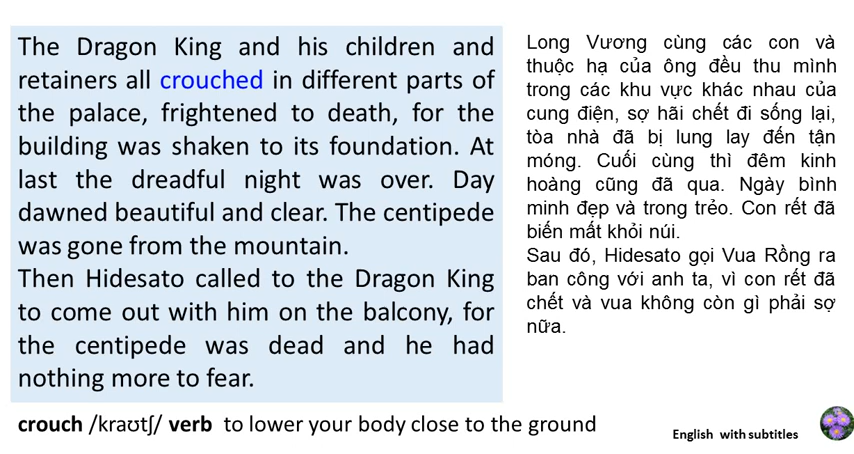 The Dragon King and his children and
retainers all crouched in different parts of
the palace, frightened to death, for the
building was shaken to its foundation. At
last the dreadful night was over. Day
dawned beautiful and clear. The centipede
was gone from the mountain.
Then Hidesato called to the Dragon King
to come out with him on the balcony, for
the centipede was dead and he had
nothing more to fear.
Long Vương cùng các con và
thuộc hạ của ông đều thu mình
trong các khu vực khác nhau của
cung điện, sợ hãi chết đi sống lại,
tòa nhà đã bị lung lay đến tận
móng. Cuối cùng thì đêm kinh
hoàng cũng đã qua. Ngày bình
minh đẹp và trong trẻo. Con rết đã
biến mất khỏi núi.
Sau đó, Hidesato gọi Vua Rồng ra
ban công với anh ta, vì con rết đã
chết và vua không còn gì phải sợ
nữa.
crouch /kraʊtʃ/ verb to lower your body close to the ground
English with subtitles